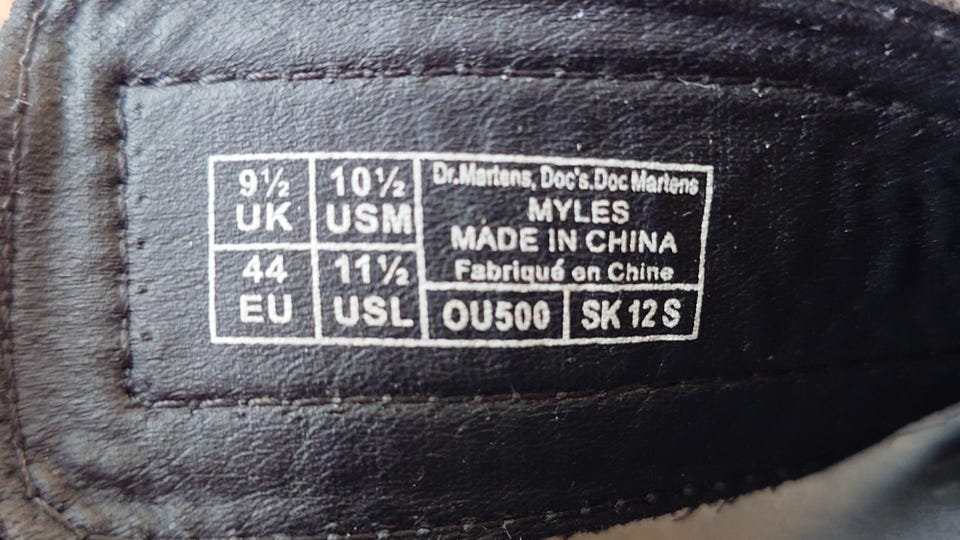 9½
UK
10½
USM
44
EU
11½
USL
Dr.Martens, Doc's.Doc Martens
MYLES
MADE IN CHINA
Fabriqué en Chine
OU500
SK 12 S